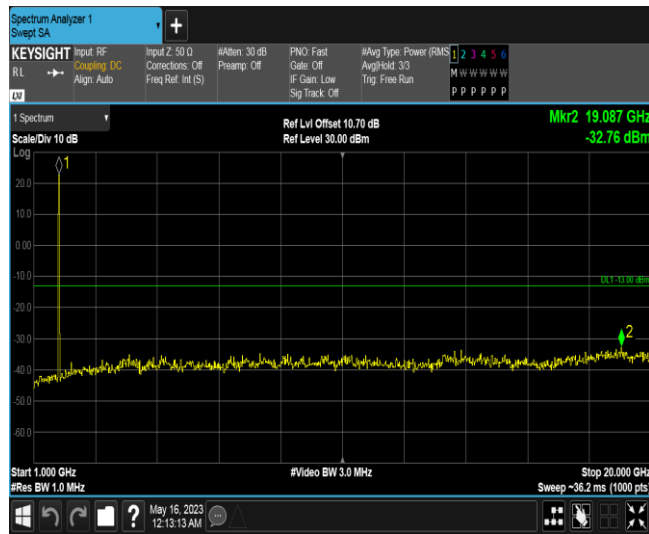 Spectrum Analyzer 1
Swept SA
+
KEYSIGHT
RL
LXI
Input: RF
Coupling: DC
Align: Auto
Input Z: 50 Ω
Corrections: Off
Freq Ref: Int (S)
#Atten: 30 dB
Preamp: Off
PNO: Fast
Gate: Off
IF Gain: Low
Sig Track: Off
#Avg Type: Power (RMS
Avg|Hold: 3/3
Trig: Free Run
1 2 3 4 5 6
M W W W W W
P P P P P P
1 Spectrum
Scale/Div 10 dB
Ref Lvl Offset 10.70 dB
Ref Level 30.00 dBm
Mkr2 19.087 GHz
-32.76 dBm
Log
1
20.0
10.0
0.00
-10.0
DL1 -13.00 dBm
-20.0
-30.0
2
-40.0
-50.0
-60.0
Start 1.000 GHz
#Video BW 3.0 MHz
Stop 20.000 GHz
#Res BW 1.0 MHz
Sweep ~36.2 ms (1000 pts)
?
May 16, 2023
12:13:13 AM